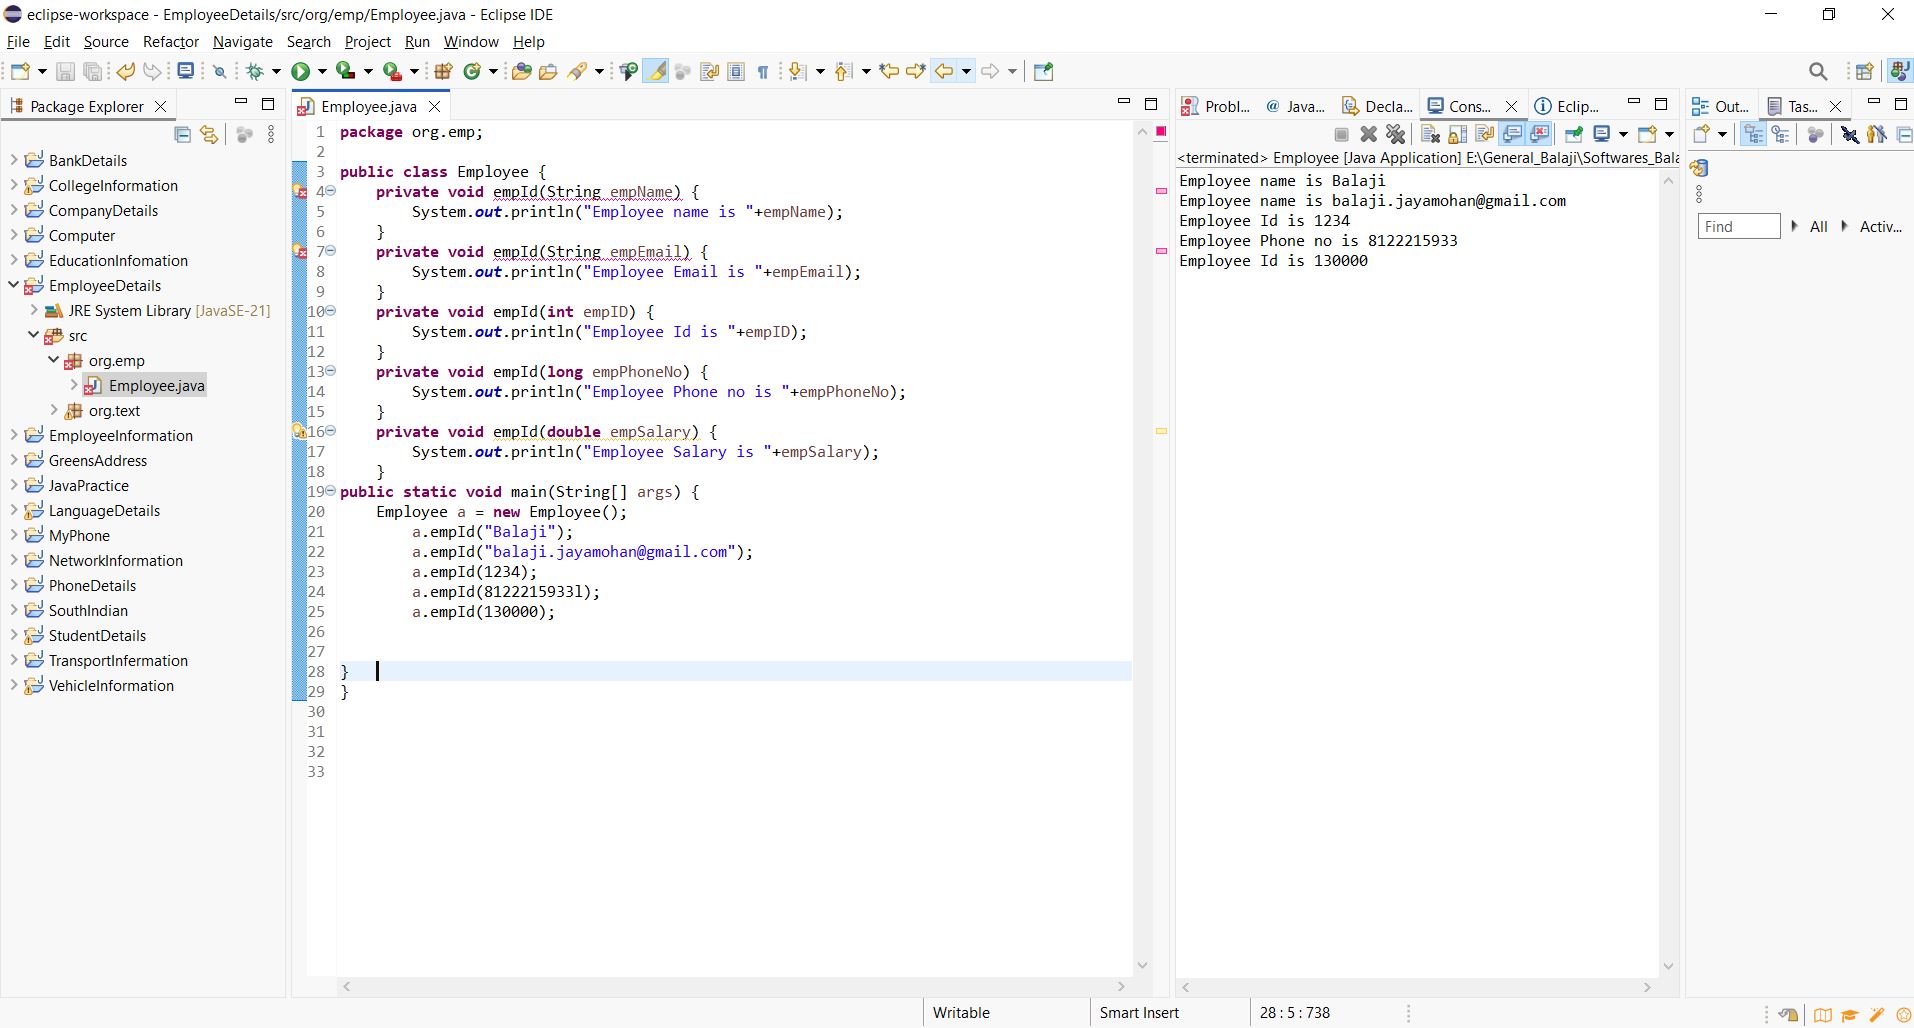 eclipse-workspace - EmployeeDetails/src/org/emp/Employee.java - Eclipse IDE
File Edit Source Refactor Navigate Search Project Run Window Help
Package Explorer
BankDetails
CollegeInformation
CompanyDetails
Computer
EducationInfomation
EmployeeDetails
JRE System Library [JavaSE-21]
src
org.emp
Employee.java
org.text
EmployeeInformation
GreensAddress
JavaPractice
LanguageDetails
MyPhone
NetworkInformation
PhoneDetails
SouthIndian
StudentDetails
TransportInfermation
VehicleInformation
Employee.java
1 package org.emp;
2
3 public class Employee {
4 private void empId(String empName) {
5 System.out.println("Employee name is "+empName);
6 }
7 private void empId(String empEmail) {
8 System.out.println("Employee Email is "+empEmail);
9 }
10 private void empId(int empID) {
11 System.out.println("Employee Id is "+empID);
12 }
13 private void empId(long empPhoneNo) {
14 System.out.println("Employee Phone no is "+empPhoneNo);
15 }
16 private void empId(double empSalary) {
17 System.out.println("Employee Salary is "+empSalary);
18 }
19 public static void main(String[] args) {
20 Employee a = new Employee();
21 a.empId("Balaji");
22 a.empId("balaji.jayamohan@gmail.com");
23 a.empId(1234);
24 a.empId(8122215933l);
25 a.empId(130000);
26
27
28 }
29 }
30
31
32
33
Probl... Java... Decla... Cons... Eclip...
<terminated> Employee [Java Application] E:\General_Balaji\Softwares_Bala
Employee name is Balaji
Employee name is balaji.jayamohan@gmail.com
Employee Id is 1234
Employee Phone no is 8122215933
Employee Id is 130000
Out... Tas...
Find All Activ...
Writable Smart Insert 28 : 5 : 738